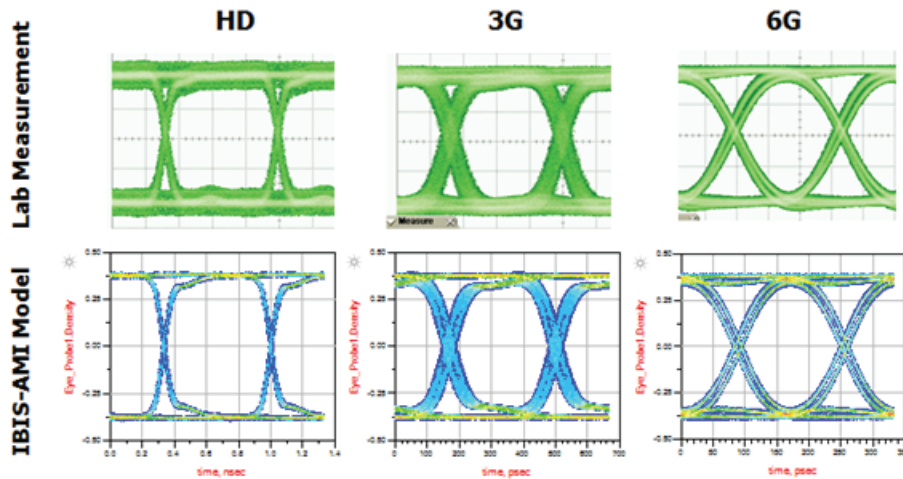 HD 3G 6G
Lab Measurement
Measure
IBIS-AMI Model
Eye_Probe1.Density
0.50
0.25
0.00
-0.25
-0.50
0.0 0.2 0.4 0.6 0.8 1.0 1.2 1.4
time, nsec
Eye_Probe1.Density
0.50
0.25
0.00
-0.25
-0.50
0 100 200 300 400 500 600 700
time, psec
Eye_Probe1.Density
0.50
0.25
0.00
-0.25
-0.50
0 50 100 150 200 250 300
time, psec